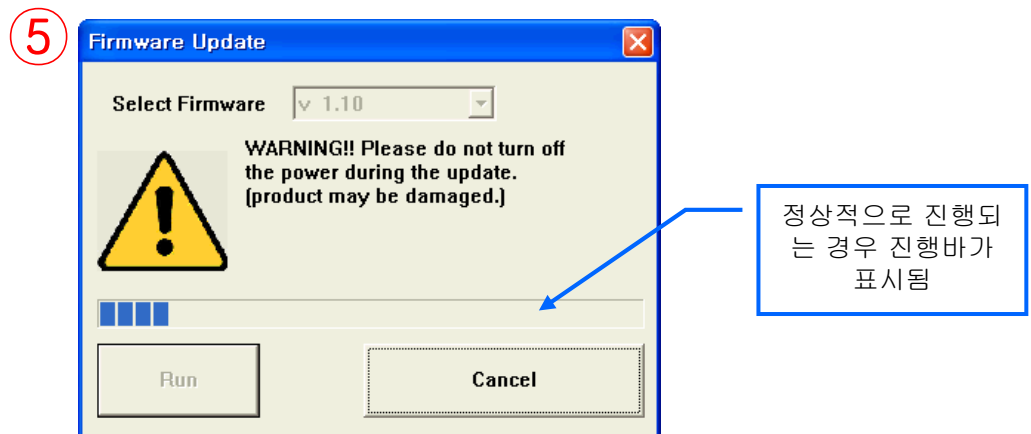 ⑤
Firmware Update
Select Firmware v 1.10
WARNING!! Please do not turn off
the power during the update.
(product may be damaged.)
정상적으로 진행되
는 경우 진행바가
표시됨
Run Cancel